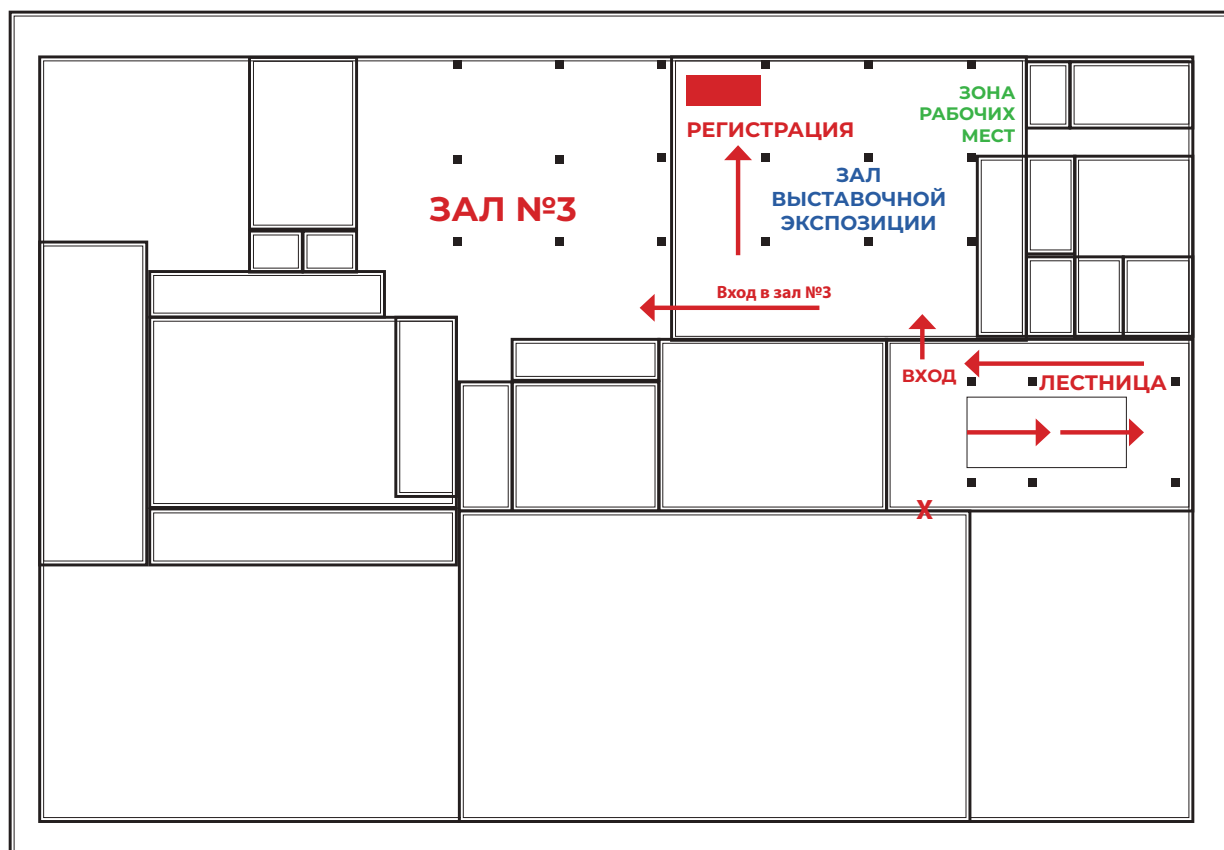 ЗОНА
РАБОЧИХ
МЕСТ
РЕГИСТРАЦИЯ
ЗАЛ
ВЫСТАВОЧНОЙ
ЭКСПОЗИЦИИ
ЗАЛ №3
Вход в зал №3
ВХОД
ЛЕСТНИЦА
X